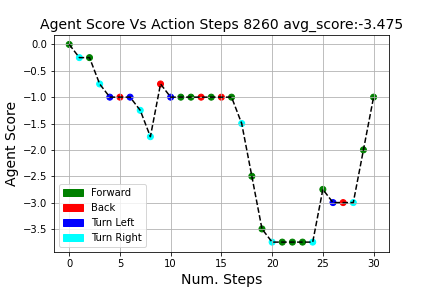 Agent Score Vs Action Steps 8260 avg_score:-3.475
Agent Score
0.0
−0.5
−1.0
−1.5
−2.0
−2.5
−3.0
−3.5
Forward
Back
Turn Left
Turn Right
0 5 10 15 20 25 30
Num. Steps